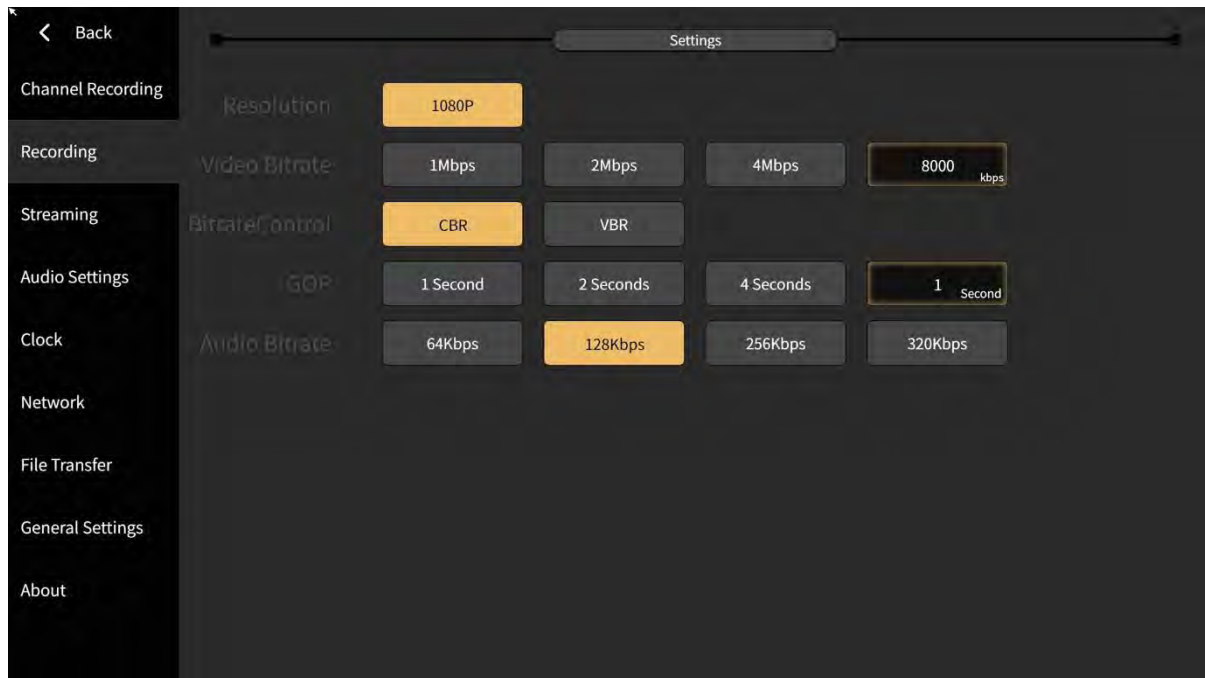 Back
Settings
Channel Recording
Resolution
1080P
Recording
Video Bitrate
1Mbps
2Mbps
4Mbps
8000 kbps
Streaming
BitrateControl
CBR
VBR
Audio Settings
GOP
1 Second
2 Seconds
4 Seconds
1 Second
Clock
Audio Bitrate
64Kbps
128Kbps
256Kbps
320Kbps
Network
File Transfer
General Settings
About